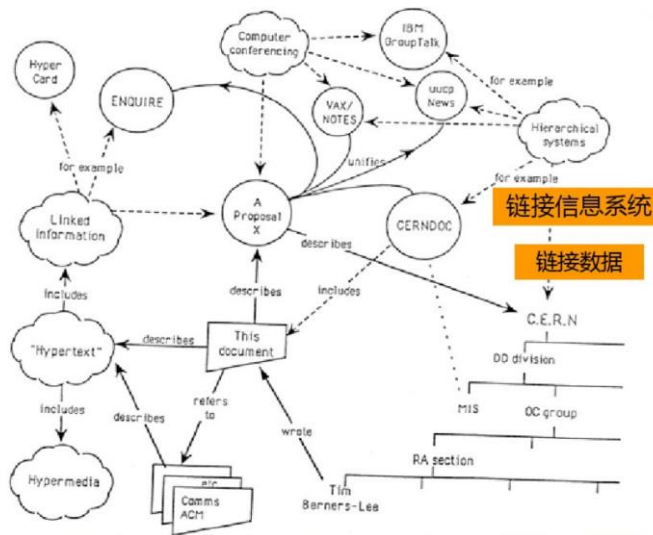 IBM
GroupTalk
Computer
conferencing
Hyper
Card
ENQUIRE
uucp
News
VAX/
NOTES
for example
Hierarchical
systems
unifies
for example
for example
A
Proposal
X
CERNDOC
链接信息系统
Linked
information
describes
链接数据
includes
describes
includes
C.E.R.N
This
document
"Hypertext"
describes
DD division
refers
to
includes
describes
MIS
OC group
wrote
RA section
Hypermedia
etc
Comms
ACM
Tim
Berners-Lee